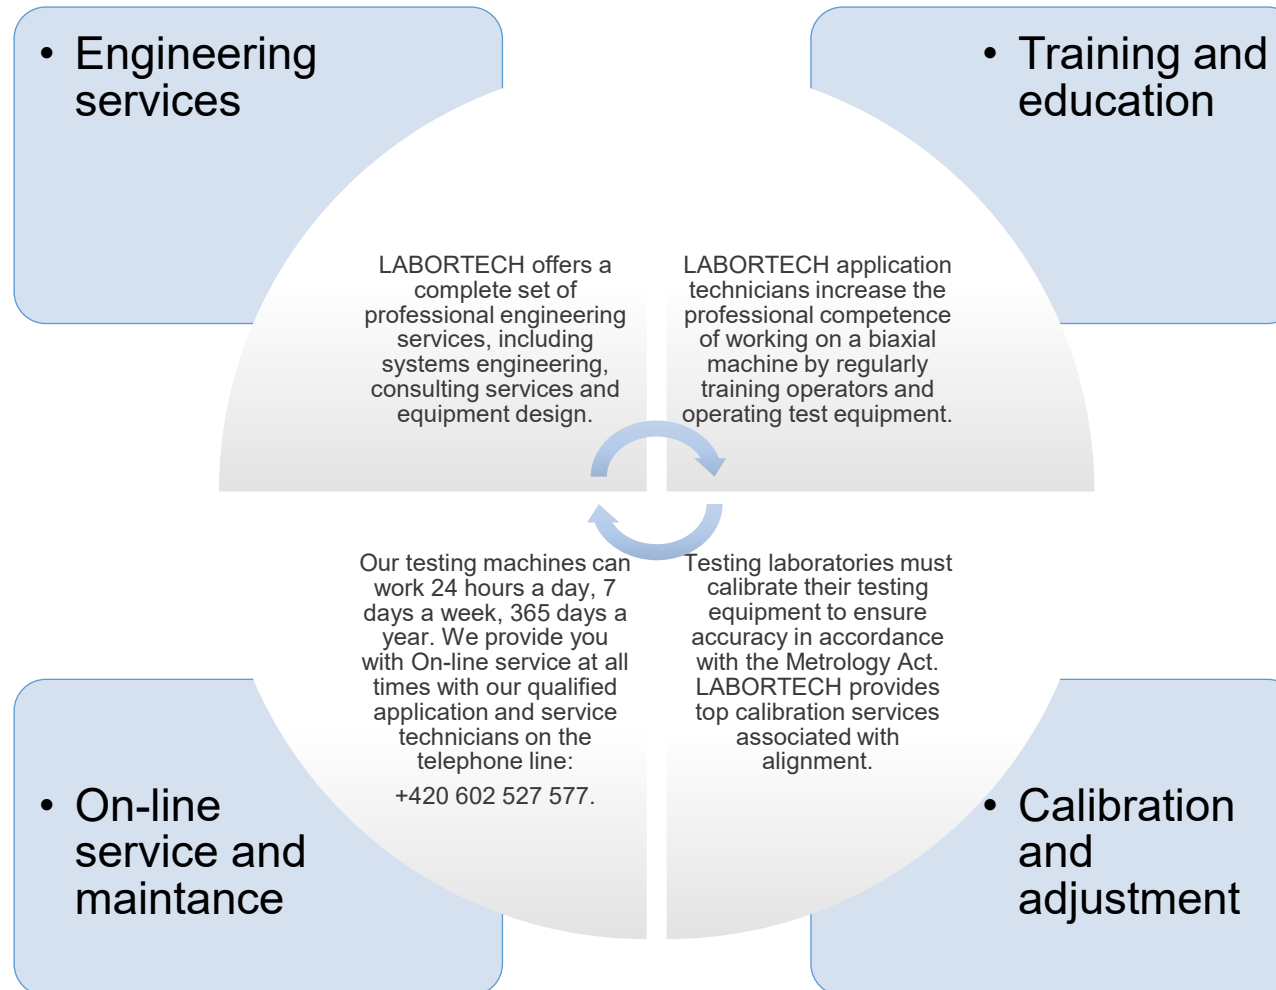 • Engineering
services
LABORTECH offers a
complete set of
professional engineering
services, including
systems engineering,
consulting services and
equipment design.
• Training and
education
LABORTECH application
technicians increase the
professional competence
of working on a biaxial
machine by regularly
training operators and
operating test equipment.
• On-line
service and
maintance
Our testing machines can
work 24 hours a day, 7
days a week, 365 days a
year. We provide you
with On-line service at all
times with our qualified
application and service
technicians on the
telephone line:
+420 602 527 577.
• Calibration
and
adjustment
Testing laboratories must
calibrate their testing
equipment to ensure
accuracy in accordance
with the Metrology Act.
LABORTECH provides
top calibration services
associated with
alignment.